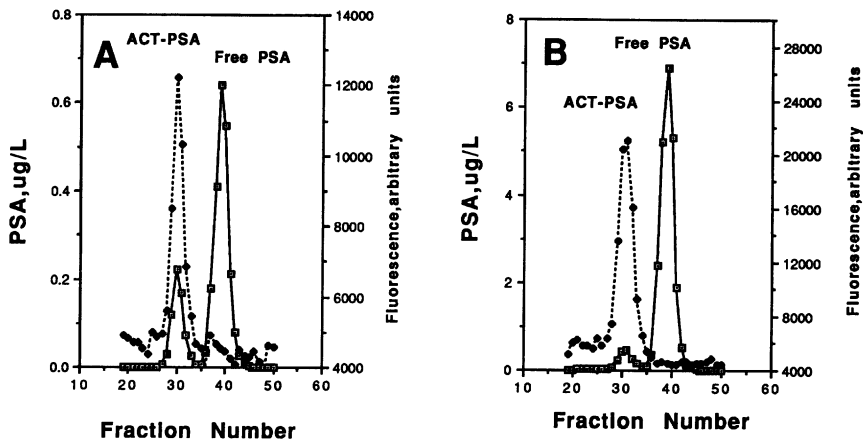 A
ACT-PSA
Free PSA
PSA,ug/L
0.8
0.6
0.4
0.2
0.0
14000
12000
10000
8000
6000
4000
Fluorescence,arbitrary units
10 20 30 40 50 60
Fraction Number
B
Free PSA
ACT-PSA
PSA,ug/L
8
6
4
2
0
28000
24000
20000
16000
12000
8000
4000
Fluorescence,arbitrary units
10 20 30 40 50 60
Fraction Number